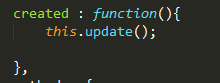 created : function(){
this.update();
},